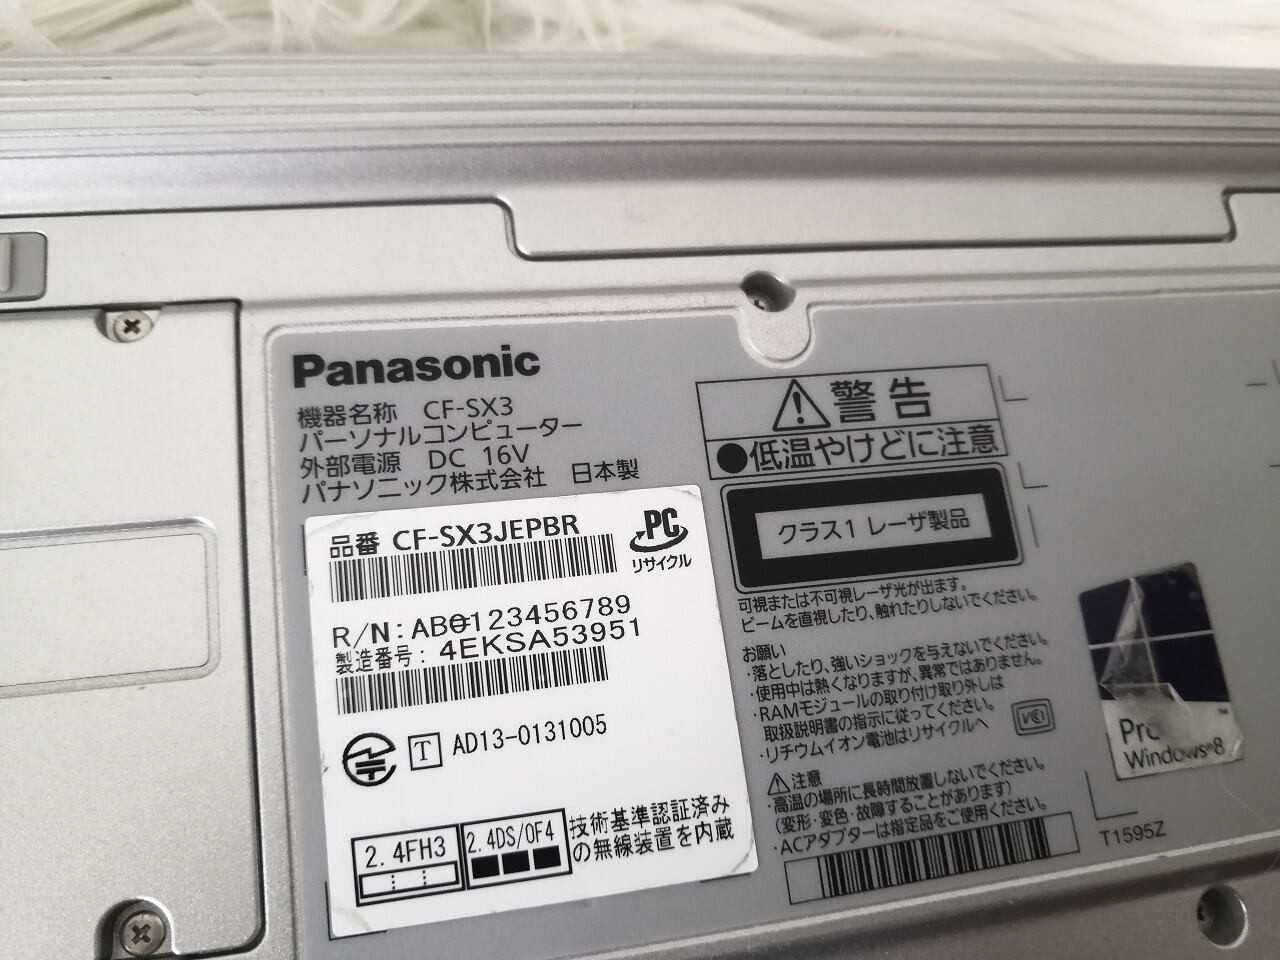 Panasonic
機器名称 CF-SX3
パーソナルコンピューター
外部電源 DC 16V
パナソニック株式会社 日本製
品番 CF-SX3JEPBR
PC
リサイクル
R/N: AB0123456789
製造番号: 4EKSA53951
T AD13-0131005
2.4FH3
2.4DS/OF4
技術基準認証済み
の無線装置を内蔵
警告
●低温やけどに注意
クラス1 レーザ製品
可視または不可視レーザ光が出ます。
ビームを直視したり、触れたりしないでください。
お願い
・落としたり、強いショックを与えないでください。
・使用中は熱くなりますが、異常ではありません。
・RAMモジュールの取り付け取り外しは
取扱説明書の指示に従ってください。
・リチウムイオン電池はリサイクルへ
注意
・高温の場所に長時間放置しないでください。
(変形・変色・故障することがあります)
・ACアダプターは指定品をご使用ください。
Windows®8
T1595Z